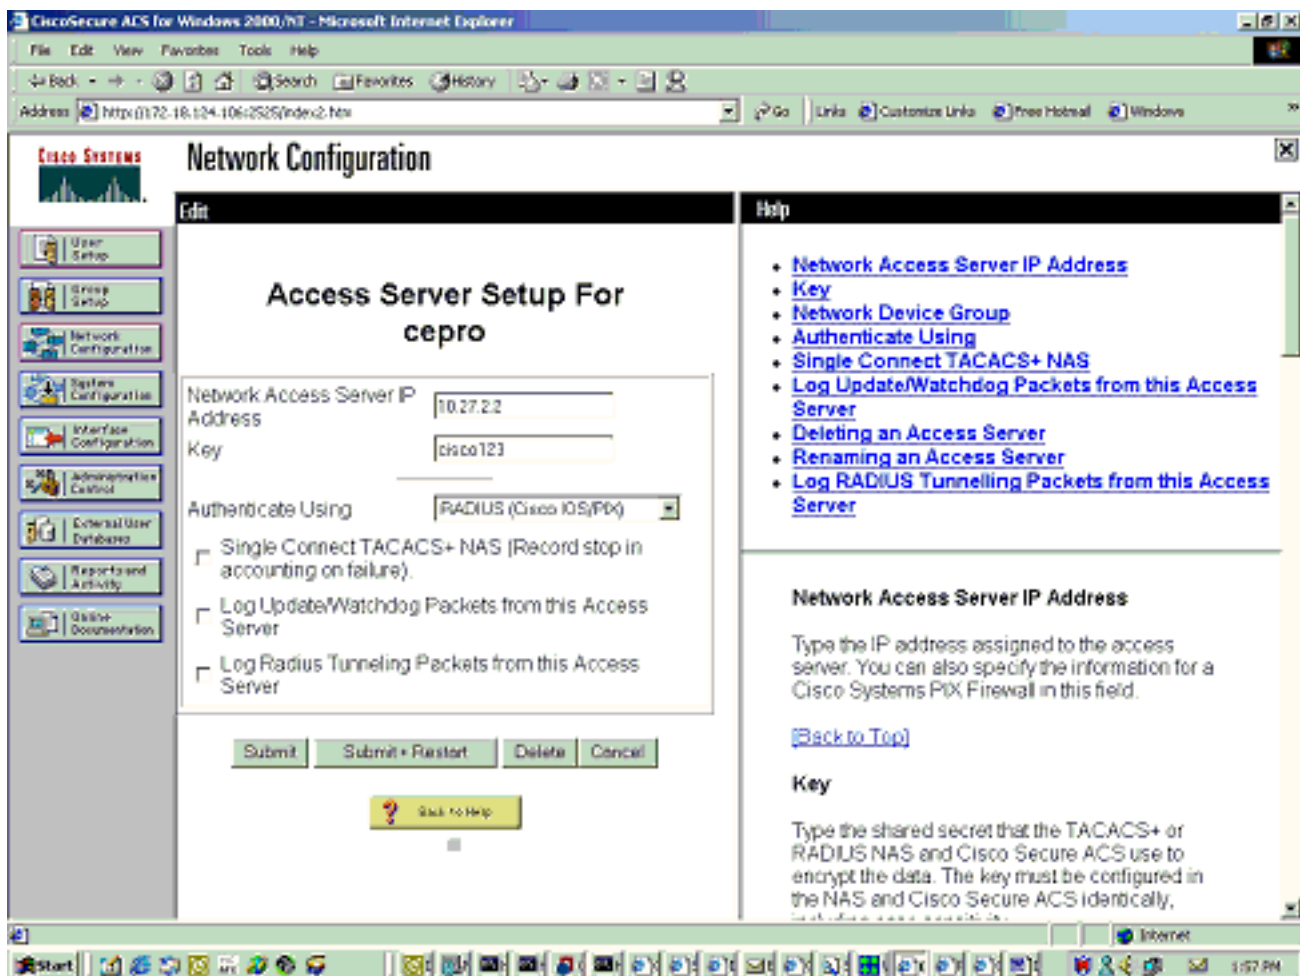 CiscoSecure ACS for Windows 2000/NT - Microsoft Internet Explorer
File Edit View Favorites Tools Help
Back Search Favorites History
Address http://172.18.124.106:2525/index2.htm Go Links Customize Links Free Hotmail Windows
CISCO SYSTEMS
Network Configuration
User Setup
Group Setup
Network Configuration
System Configuration
Interface Configuration
Administration Control
External User Databases
Reports and Activity
Online Documentation
Edit
Access Server Setup For
cepro
Network Access Server IP
Address
10.27.2.2
Key
cisco123
Authenticate Using
RADIUS (Cisco IOS/PIX)
Single Connect TACACS+ NAS (Record stop in
accounting on failure).
Log Update/Watchdog Packets from this Access
Server
Log Radius Tunneling Packets from this Access
Server
Submit
Submit + Restart
Delete
Cancel
? Back to Help
Help
Network Access Server IP Address
Key
Network Device Group
Authenticate Using
Single Connect TACACS+ NAS
Log Update/Watchdog Packets from this Access
Server
Deleting an Access Server
Renaming an Access Server
Log RADIUS Tunnelling Packets from this Access
Server
Network Access Server IP Address
Type the IP address assigned to the access
server. You can also specify the information for a
Cisco Systems PIX Firewall in this field.
[Back to Top]
Key
Type the shared secret that the TACACS+ or
RADIUS NAS and Cisco Secure ACS use to
encrypt the data. The key must be configured in
the NAS and Cisco Secure ACS identically,
including case sensitivity.
Internet
Start
1:57 PM